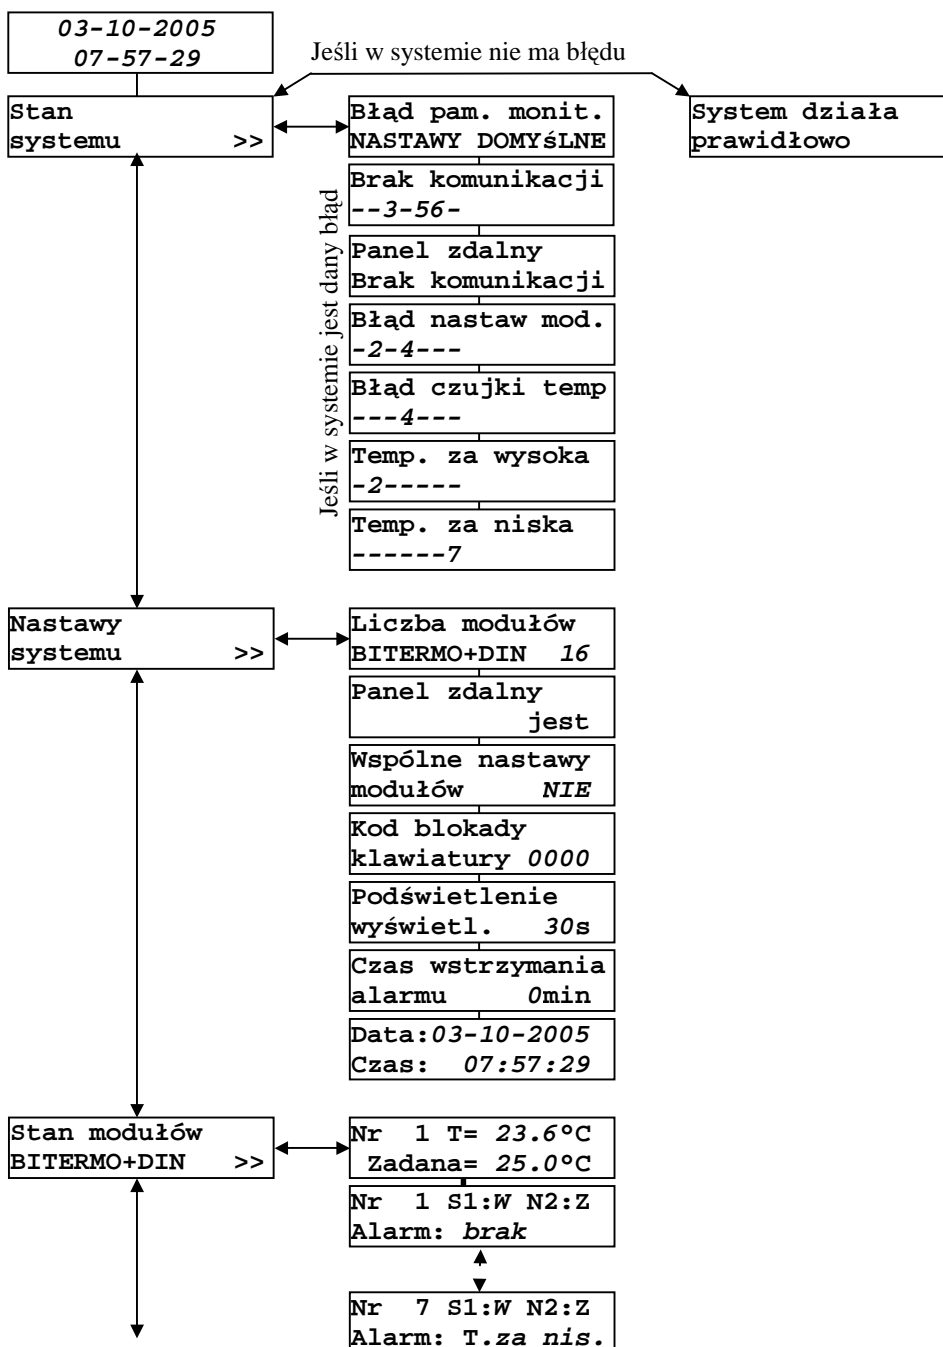 03-10-2005
07-57-29
Jeśli w systemie nie ma błędu
Stan
systemu >>
Błąd pam. monit.
NASTAWY DOMYśLNE
System działa
prawidłowo
Jeśli w systemie jest dany błąd
Brak komunikacji
--3-56-
Panel zdalny
Brak komunikacji
Błąd nastaw mod.
-2-4---
Błąd czujki temp
---4---
Temp. za wysoka
-2-----
Temp. za niska
------7
Nastawy
systemu >>
Liczba modułów
BITERMO+DIN 16
Panel zdalny
jest
Wspólne nastawy
modułów NIE
Kod blokady
klawiatury 0000
Podświetlenie
wyświetl. 30s
Czas wstrzymania
alarmu 0min
Data:03-10-2005
Czas: 07:57:29
Stan modułów
BITERMO+DIN >>
Nr 1 T= 23.6°C
Zadana= 25.0°C
Nr 1 S1:W N2:Z
Alarm: brak
Nr 7 S1:W N2:Z
Alarm: T.za nis.